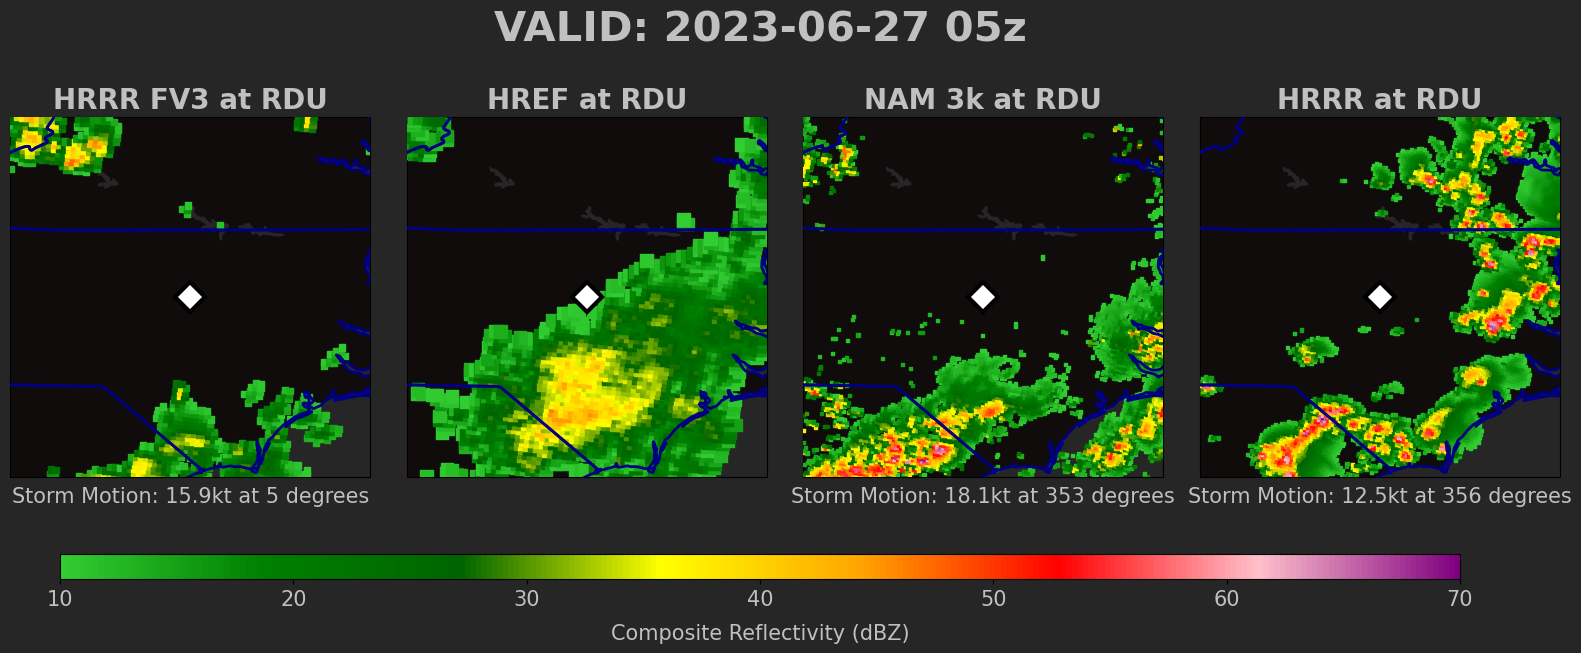 VALID: 2023-06-27 05z
HRRR FV3 at RDU
HREF at RDU
NAM 3k at RDU
HRRR at RDU
Storm Motion: 15.9kt at 5 degrees
Storm Motion: 18.1kt at 353 degrees
Storm Motion: 12.5kt at 356 degrees
10 20 30 40 50 60 70
Composite Reflectivity (dBZ)